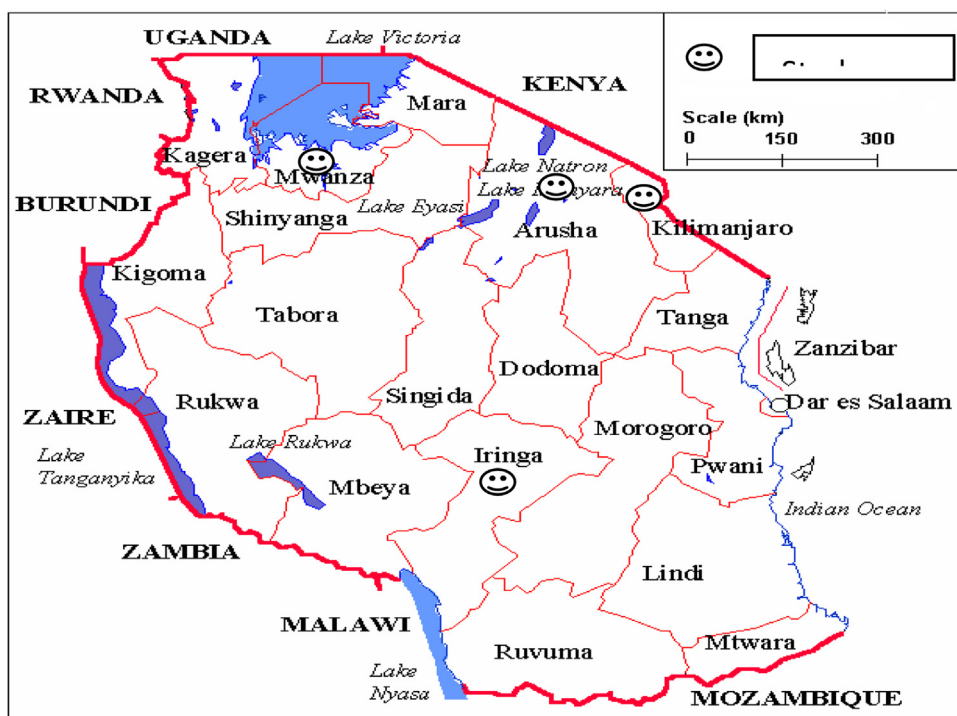 UGANDA
Lake Victoria
KENYA
RWANDA
Mara
Scale (km)
0 150 300
Kagera
Mwanza
Lake Natron
Lake
BURUNDI
Shinyanga
Lake Eyasi
Arusha
Kilimanjaro
Kigoma
Tabora
Tanga
Zanzibar
Dodoma
ZAIRE
Rukwa
Singida
Dar es Salaam
Morogoro
Lake
Tanganyika
Lake Rukwa
Iringa
Pwani
Mbeya
Indian Ocean
ZAMBIA
Lindi
MALAWI
Ruvuma
Mtwara
Lake
Nyasa
MOZAMBIQUE